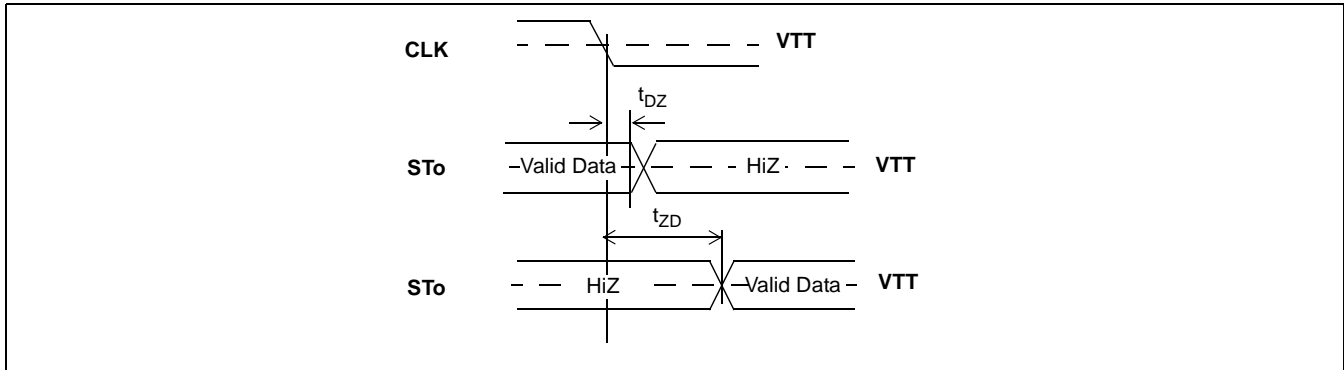 CLK
VTT
tDZ
STo
Valid Data
HiZ
VTT
tZD
STo
HiZ
Valid Data
VTT